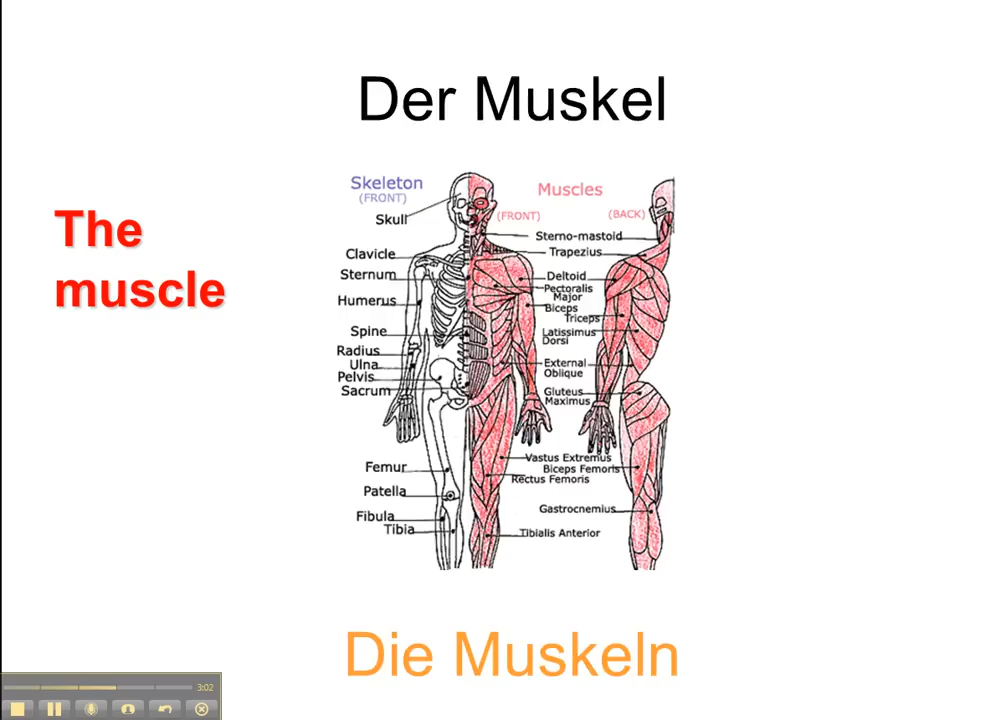 Der Muskel
The
muscle
Skeleton
(FRONT)
Skull
Clavicle
Sternum
Humerus
Spine
Radius
Ulna
Pelvis
Sacrum
Femur
Patella
Fibula
Tibia
Muscles
(FRONT)
(BACK)
Sterno-mastoid
Trapezius
Deltoid
Pectoralis
Major
Biceps
Triceps
Latissimus
Dorsi
External
Oblique
Gluteus
Maximus
Vastus Extremus
Biceps Femoris
Rectus Femoris
Gastrocnemius
Tibialis Anterior
Die Muskeln
3:02